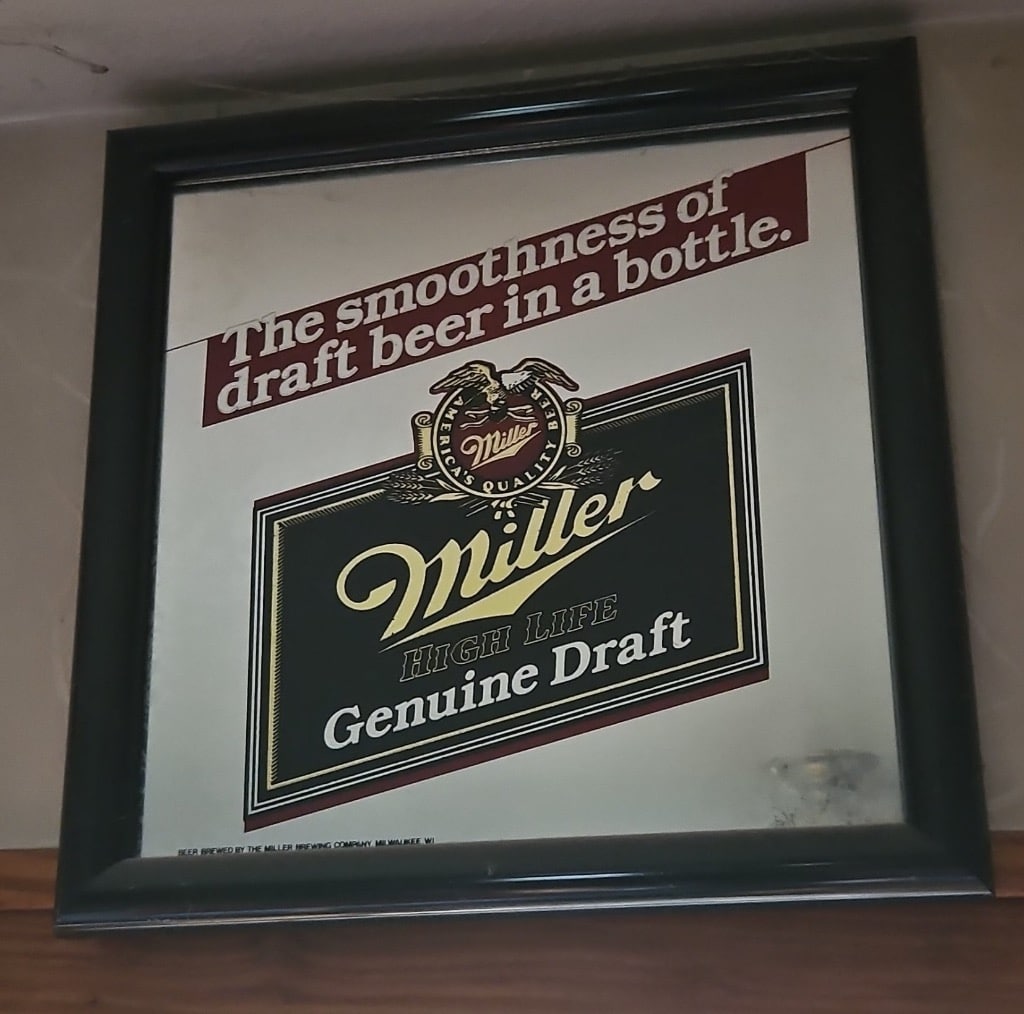 The smoothness of
draft beer in a bottle.
AMERICA'S QUALITY BEER
Miller
Miller
HIGH LIFE
Genuine Draft
BEER BREWED BY THE MILLER BREWING COMPANY, MILWAUKEE, WI